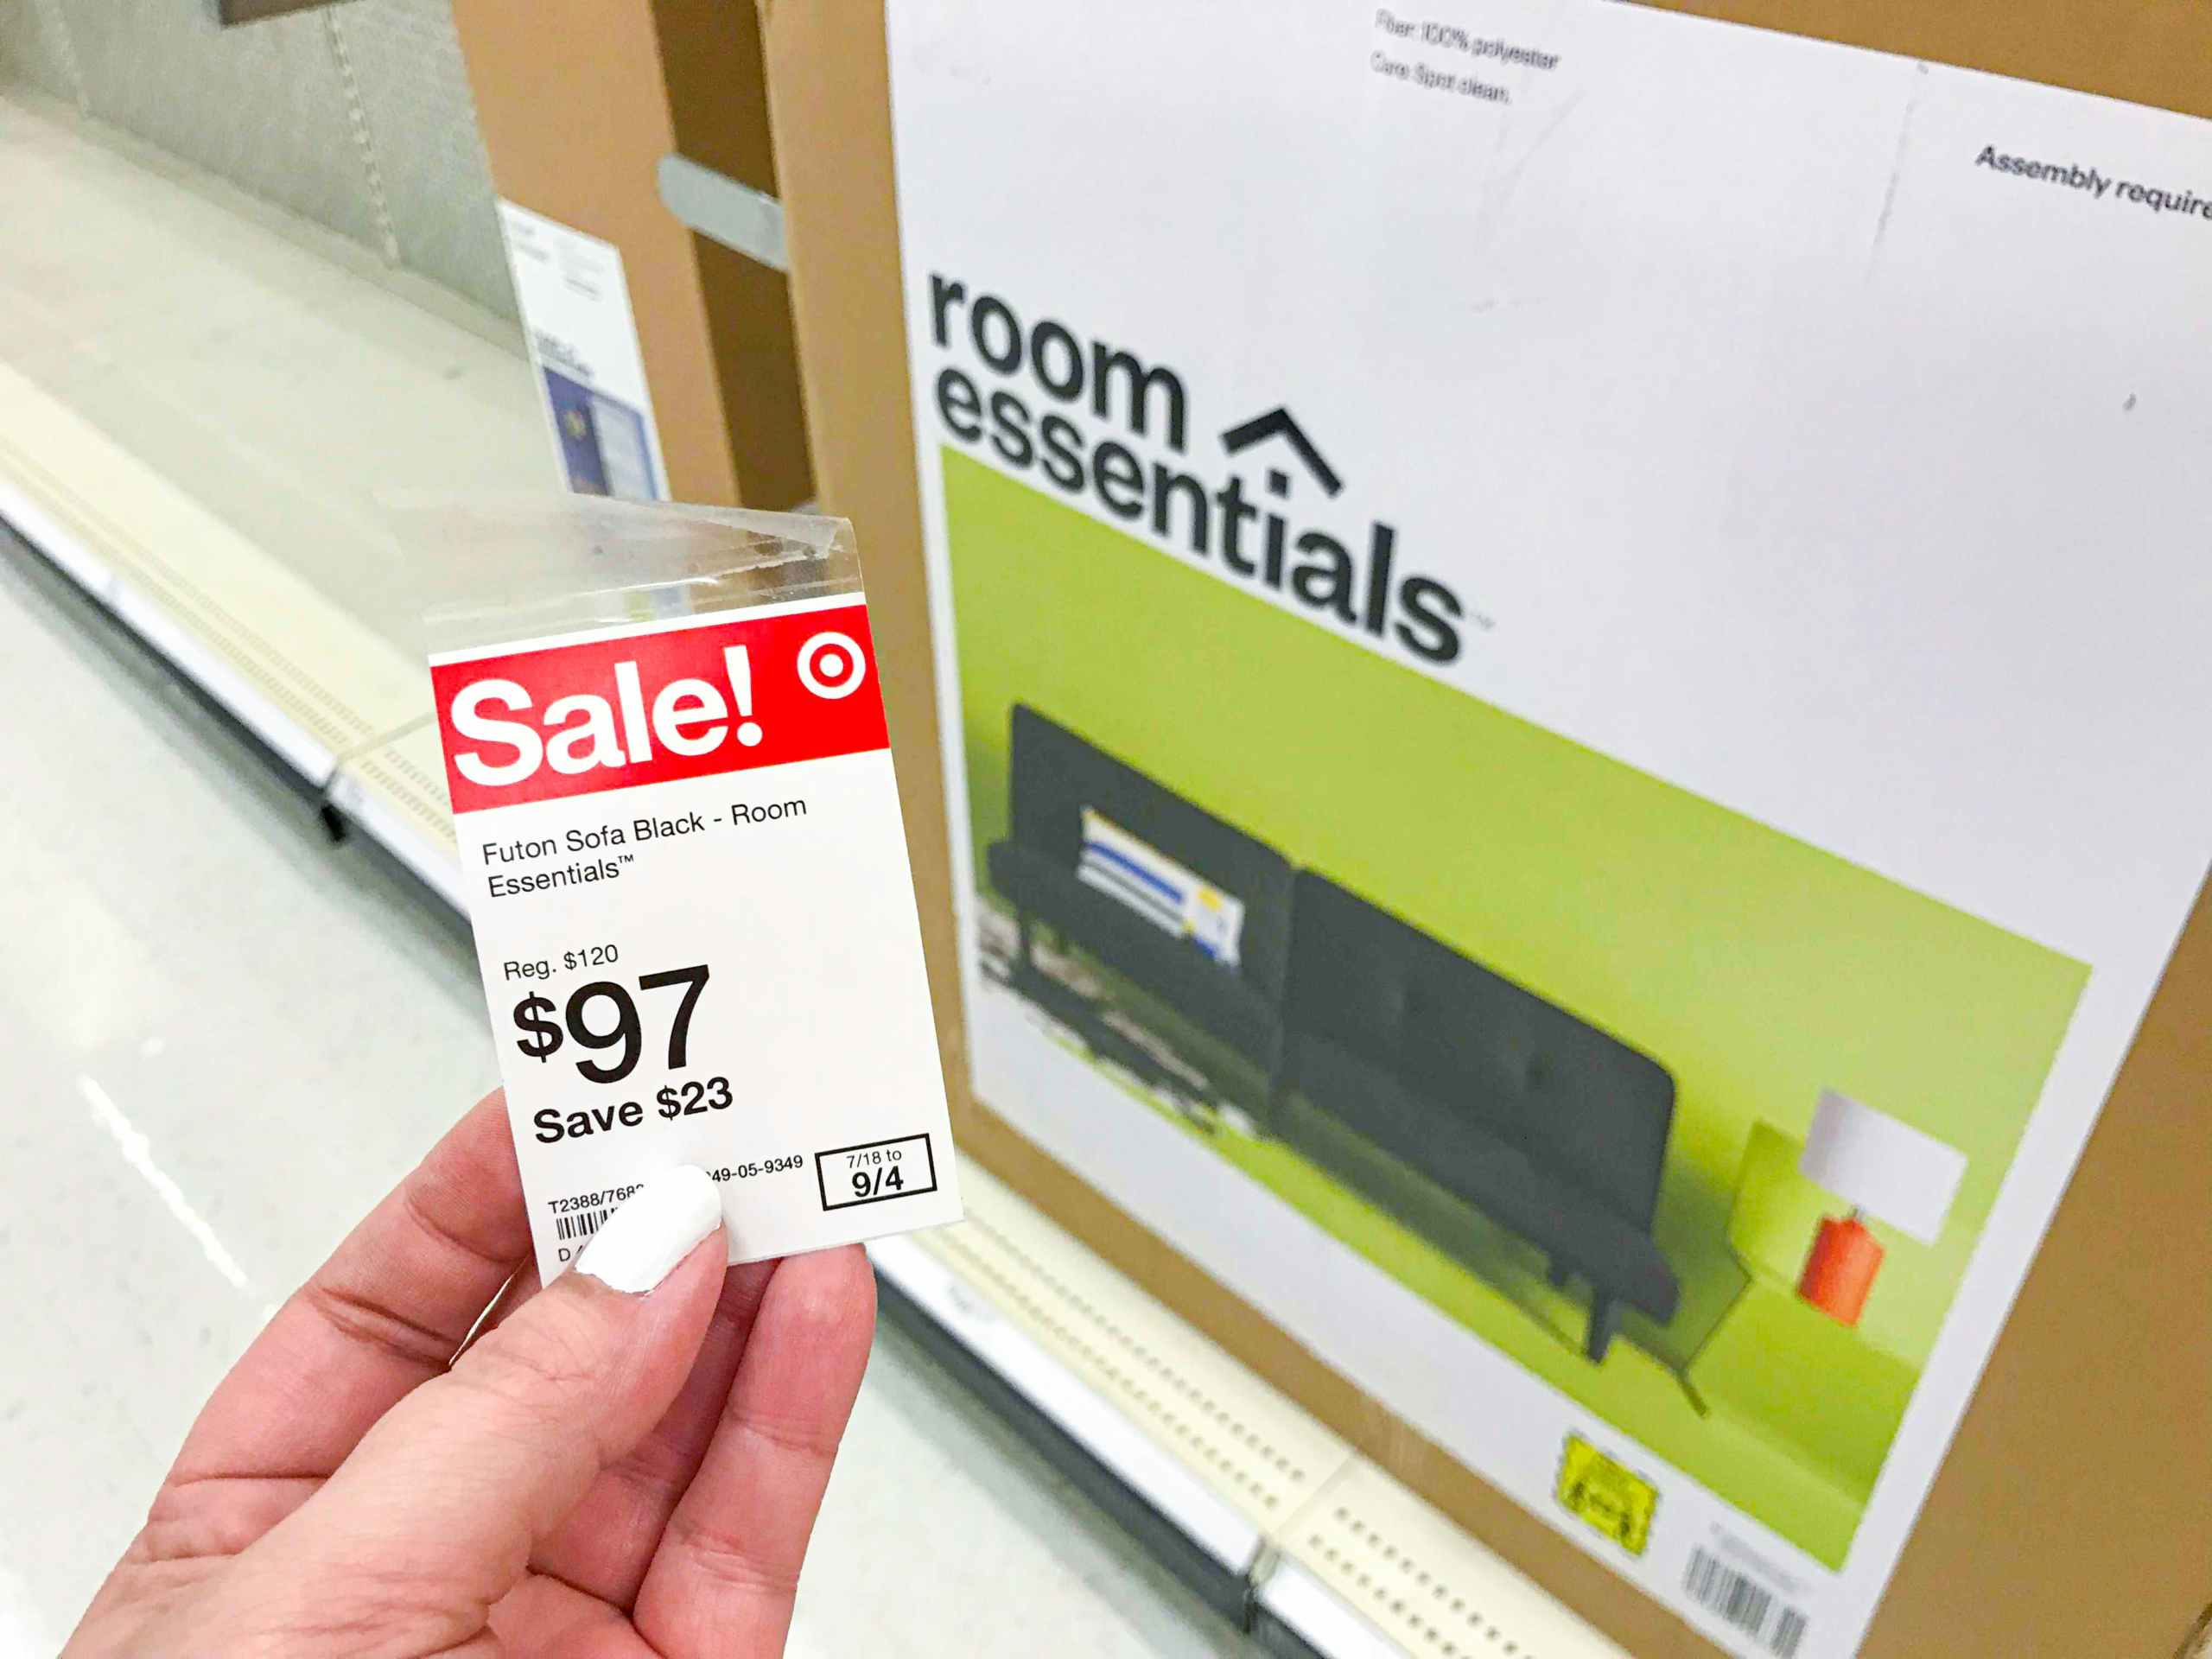 Fiber: 100% polyester
Care: Spot clean.
Assembly require
room
essentials
Sale!
Futon Sofa Black - Room
Essentials™
Reg. $120
$97
Save $23
T2388/768
49-05-9349
7/18 to
9/4
D